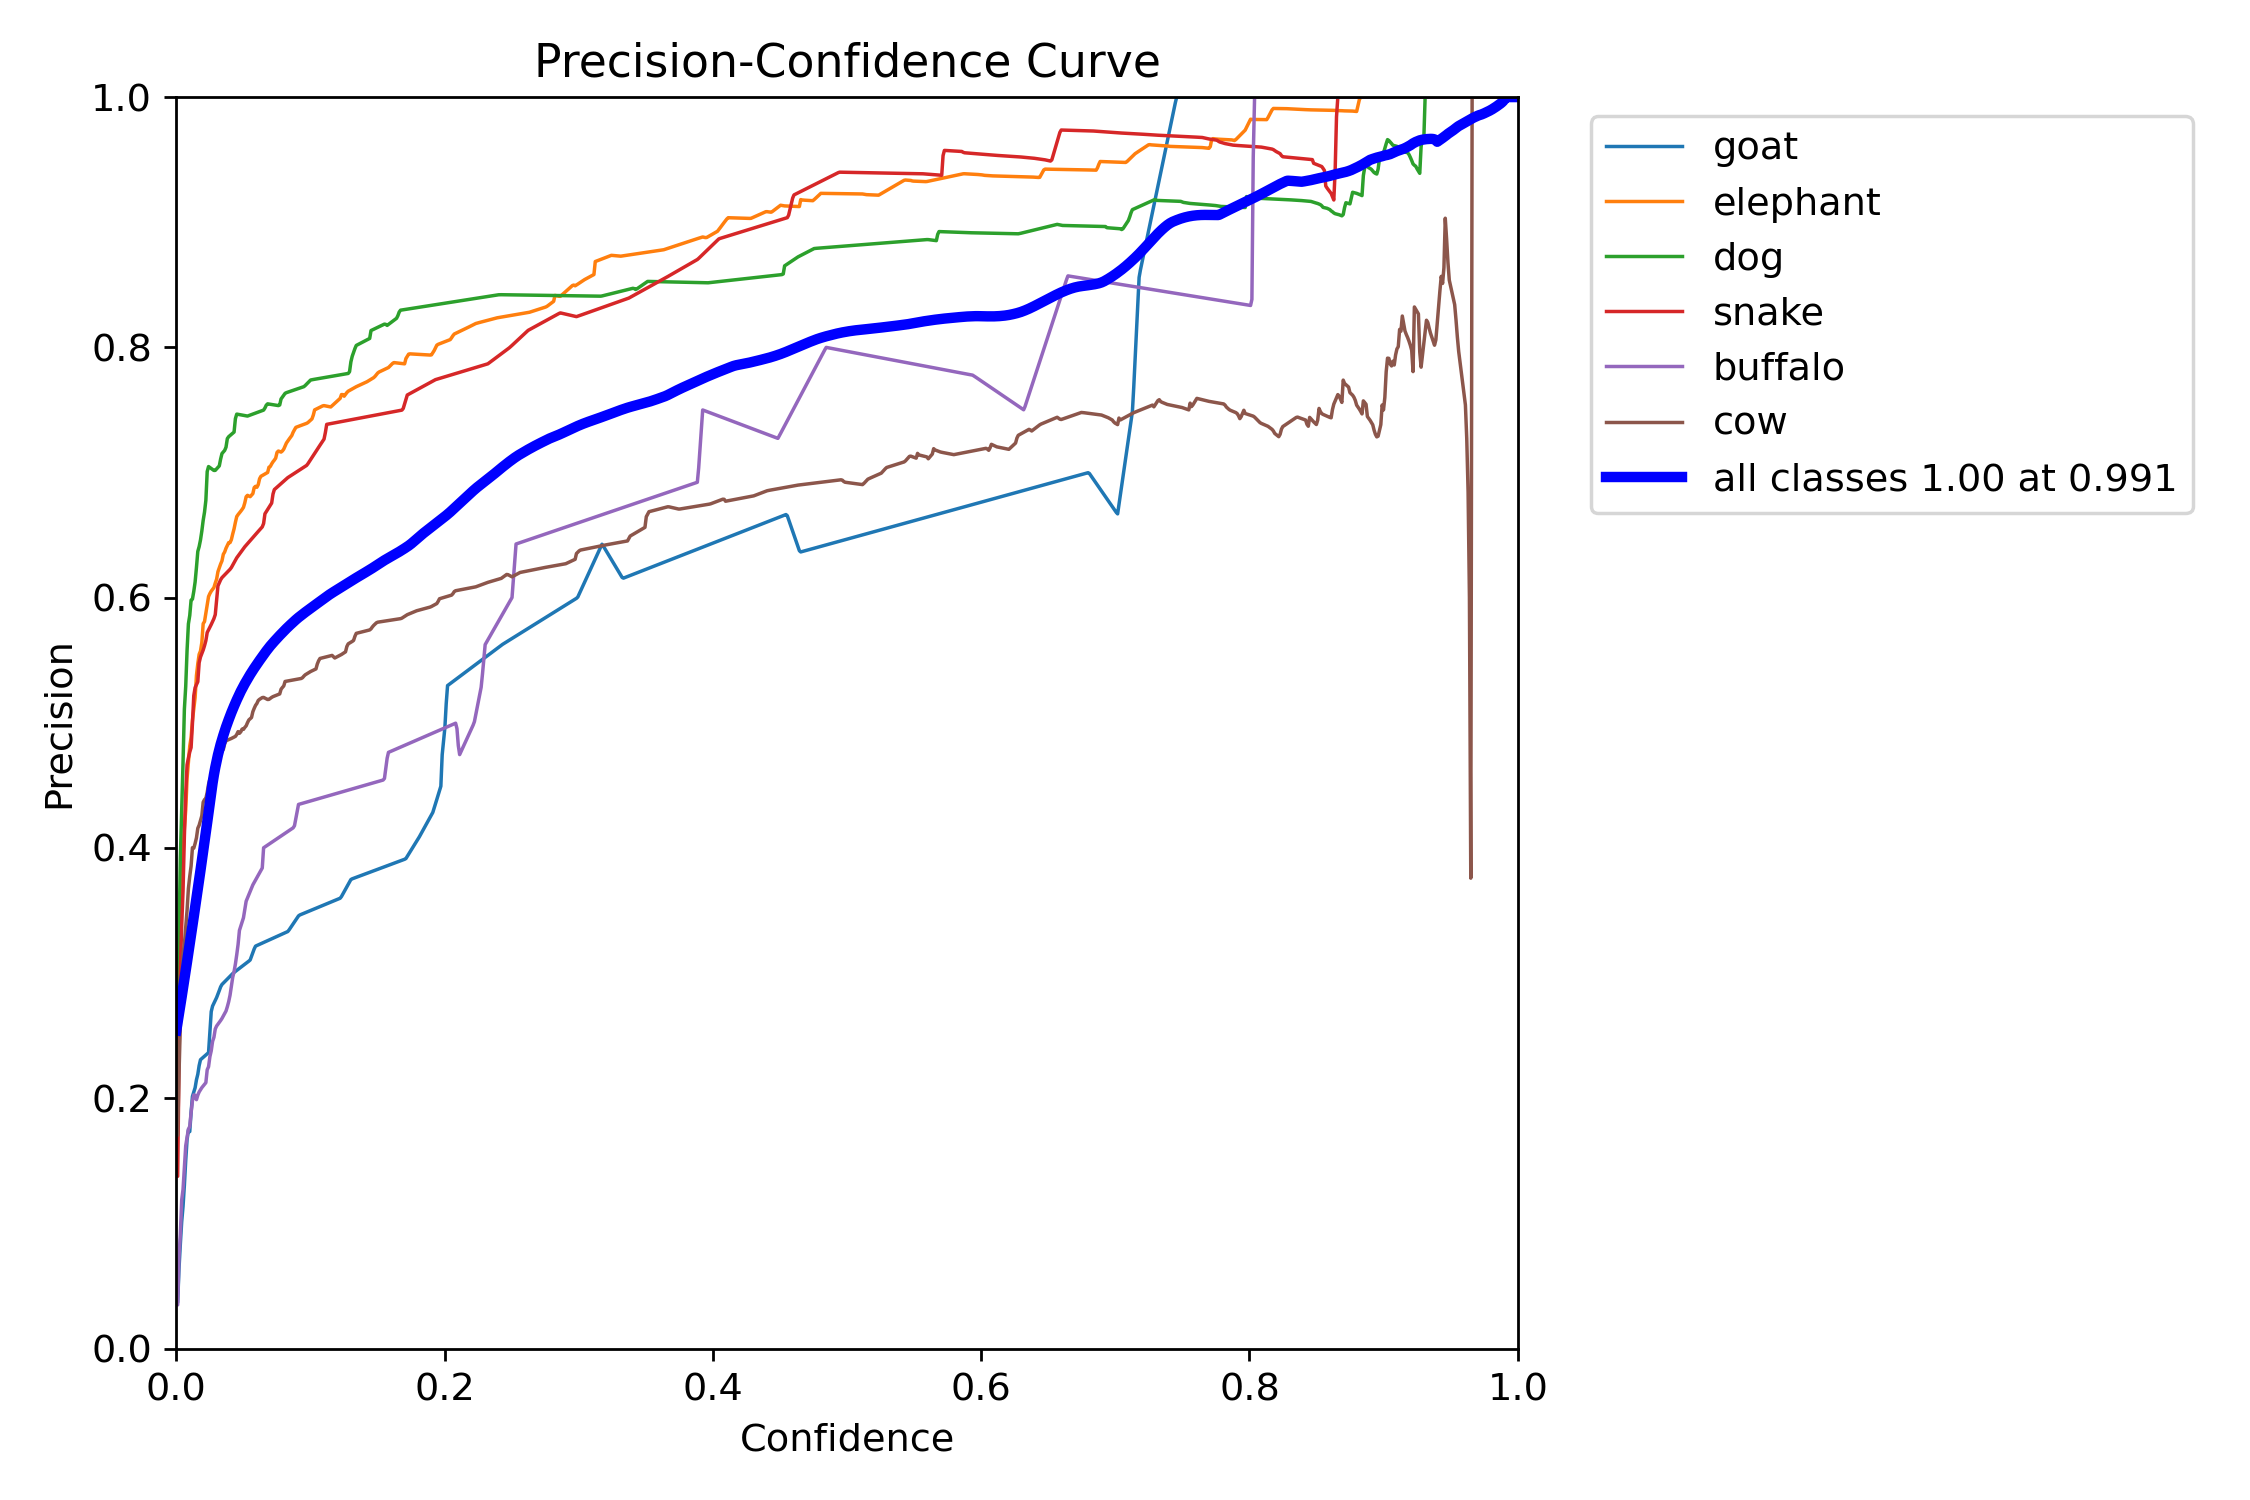 Precision-Confidence Curve
1.0
0.8
0.6
0.4
0.2
0.0
Precision
0.0 0.2 0.4 0.6 0.8 1.0
Confidence
goat
elephant
dog
snake
buffalo
cow
all classes 1.00 at 0.991